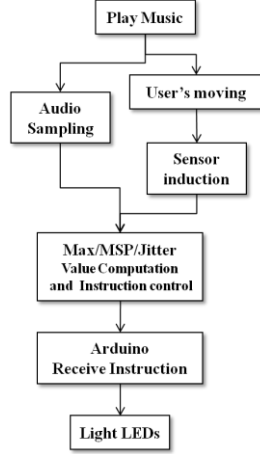 Play Music
User's moving
Audio
Sampling
Sensor
induction
Max/MSP/Jitter
Value Computation
and Instruction control
Arduino
Receive Instruction
Light LEDs